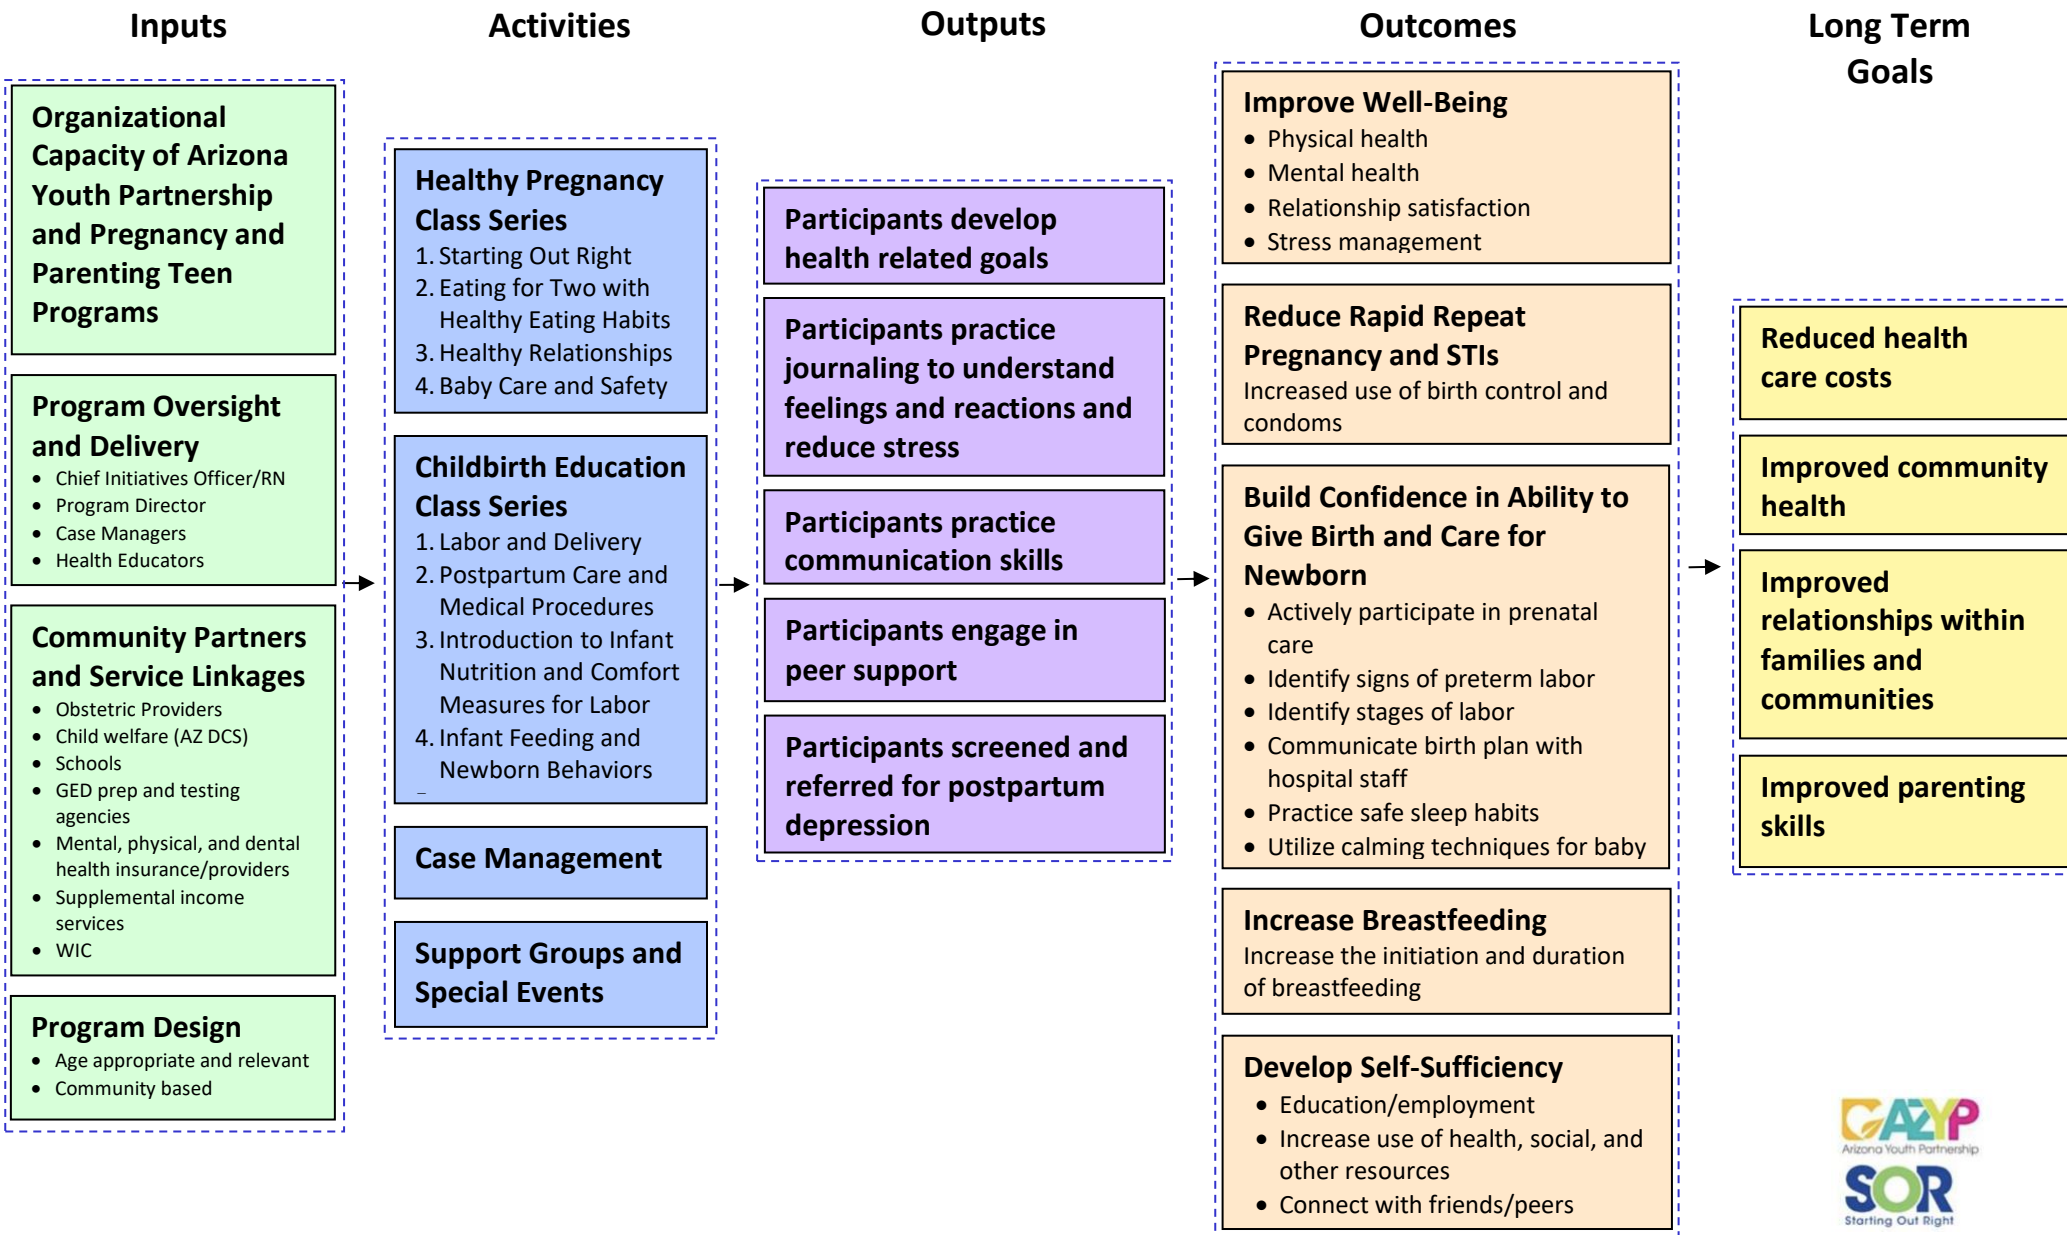 Inputs
Organizational
Capacity of Arizona
Youth Partnership
and Pregnancy and
Parenting Teen
Programs
Program Oversight
and Delivery
• Chief Initiatives Officer/RN
• Program Director
• Case Managers
• Health Educators
Community Partners
and Service Linkages
• Obstetric Providers
• Child welfare (AZ DCS)
• Schools
• GED prep and testing
agencies
• Mental, physical, and dental
health insurance/providers
• Supplemental income
services
• WIC
Program Design
• Age appropriate and relevant
• Community based
Activities
Healthy Pregnancy
Class Series
1. Starting Out Right
2. Eating for Two with
Healthy Eating Habits
3. Healthy Relationships
4. Baby Care and Safety
Childbirth Education
Class Series
1. Labor and Delivery
2. Postpartum Care and
Medical Procedures
3. Introduction to Infant
Nutrition and Comfort
Measures for Labor
4. Infant Feeding and
Newborn Behaviors
Case Management
Support Groups and
Special Events
Outputs
Participants develop
health related goals
Participants practice
journaling to understand
feelings and reactions and
reduce stress
Participants practice
communication skills
Participants engage in
peer support
Participants screened and
referred for postpartum
depression
Outcomes
Improve Well-Being
• Physical health
• Mental health
• Relationship satisfaction
• Stress management
Reduce Rapid Repeat
Pregnancy and STIs
Increased use of birth control and
condoms
Build Confidence in Ability to
Give Birth and Care for
Newborn
• Actively participate in prenatal
care
• Identify signs of preterm labor
• Identify stages of labor
• Communicate birth plan with
hospital staff
• Practice safe sleep habits
• Utilize calming techniques for baby
Increase Breastfeeding
Increase the initiation and duration
of breastfeeding
Develop Self-Sufficiency
• Education/employment
• Increase use of health, social, and
other resources
• Connect with friends/peers
Long Term
Goals
Reduced health
care costs
Improved community
health
Improved
relationships within
families and
communities
Improved parenting
skills
AZYP
Arizona Youth Partnership
SOR
Starting Out Right